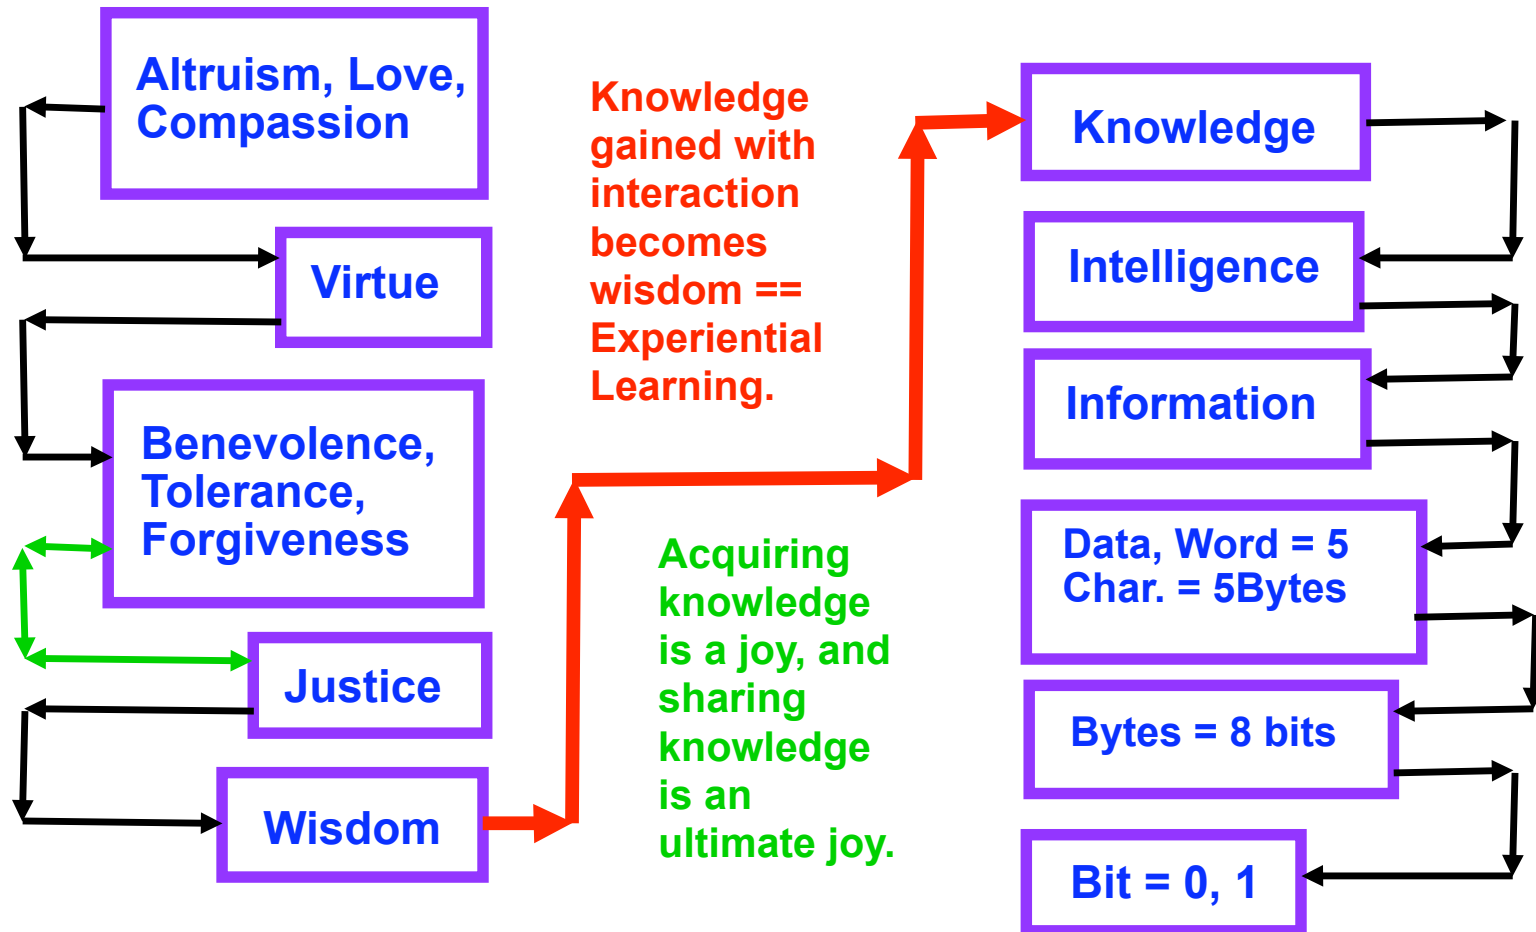 Altruism, Love,
Compassion
Virtue
Benevolence,
Tolerance,
Forgiveness
Justice
Wisdom
Knowledge
gained with
interaction
becomes
wisdom ==
Experiential
Learning.
Acquiring
knowledge
is a joy, and
sharing
knowledge
is an
ultimate joy.
Knowledge
Intelligence
Information
Data, Word = 5
Char. = 5Bytes
Bytes = 8 bits
Bit = 0, 1